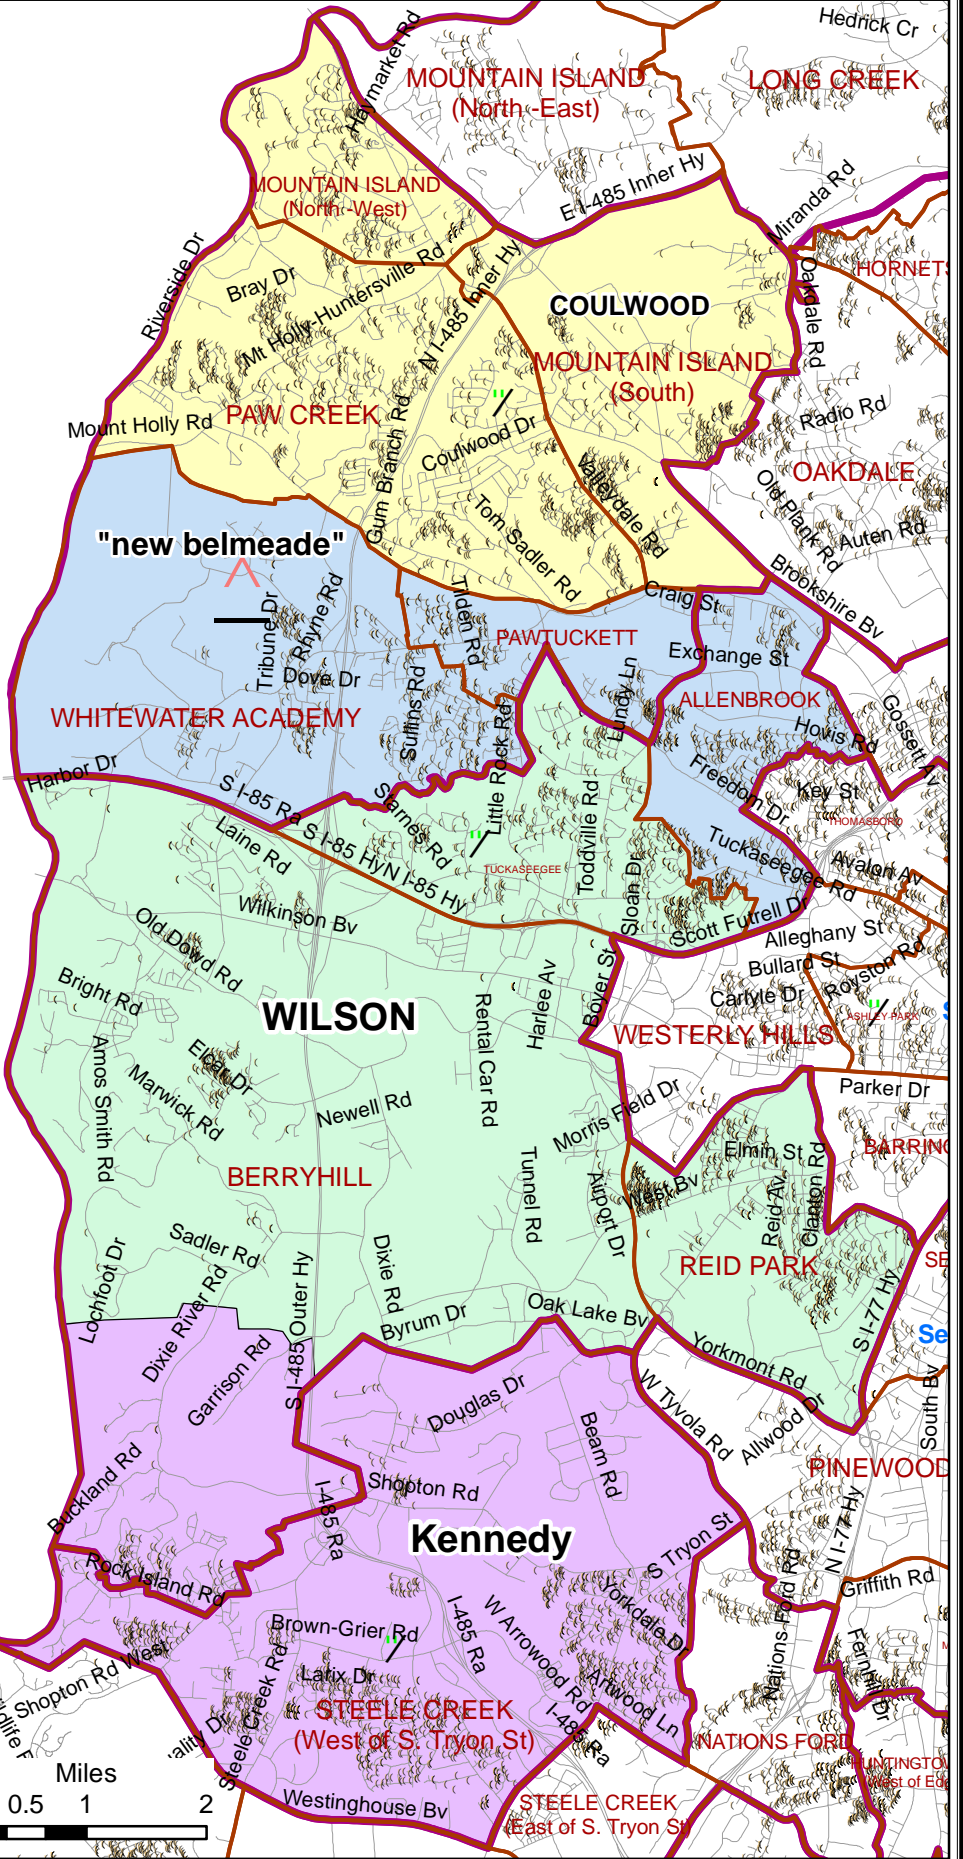 Hedrick Cr
Haymarket Rd
MOUNTAIN ISLAND
(North -East)
LONG CREEK
MOUNTAIN ISLAND
(North -West)
E I-485 Inner Hy
Miranda Rd
Riverside Dr
Bray Dr
Mt Holly-Huntersville Rd
N I-485 Inner Hy
HORNETS
Oakdale Rd
COULWOOD
MOUNTAIN ISLAND
(South)
Mount Holly Rd
PAW CREEK
Gum Branch Rd
Coulwood Dr
Radio Rd
OAKDALE
Valleydale Rd
Old Plank Rd
Auten Rd
Tom Sadler Rd
"new belmeade"
Brookshire Bv
Craig St
Tilden Rd
Tribune Dr
Rhyne Rd
PAWTUCKETT
Exchange St
Dove Dr
Sullins Rd
Lundy Ln
ALLENBROOK
WHITEWATER ACADEMY
Little Rock Rd
Hovis Rd
Gossett Av
Harbor Dr
S I-85 Ra
S I-85 Hy
N I-85 Hy
Starnes Rd
Freedom Dr
Key St
THOMASBORO
Toddville Rd
Laine Rd
TUCKASEEGEE
Tuckaseegee Rd
Avalon Av
Sloan Dr
Wilkinson Bv
Scott Futrell Dr
Old Dowd Rd
Alleghany St
Bullard St
Royston Rd
Bright Rd
WILSON
Rental Car Rd
Harlee Av
Boyer St
Carlyle Dr
ASHLEY PARK
S
WESTERLY HILLS
Amos Smith Rd
Elcar Dr
Marwick Rd
Newell Rd
Morris Field Dr
Parker Dr
Elmin St
BARRING
BERRYHILL
Tunnel Rd
Airport Dr
West Bv
Reid Av
Clanton Rd
Sadler Rd
REID PARK
SE
Lochfoot Dr
Dixie River Rd
Dixie Rd
S I-485 Outer Hy
Byrum Dr
Oak Lake Bv
S I-77 Hy
Se
Garrison Rd
Yorkmont Rd
W Tyvola Rd
Allwood Dr
South Bv
Douglas Dr
Beam Rd
PINEWOOD
Buckland Rd
Shopton Rd
I-485 Ra
Kennedy
N I-77 Hy
S Tryon St
Rock Island Rd
Griffith Rd
Nations Ford Rd
Yorkdale Dr
Brown-Grier Rd
I-485 Ra
W Arrowood Rd
Fernhill Dr
Shopton Rd West
Steele Creek Rd
Larix Dr
Artwood Ln
STEELE CREEK
(West of S. Tryon St)
I-485 Ra
NATIONS FORD
ality Dr
HUNTINGTOW
West of Ed
Miles
0.5 1 2
Westinghouse Bv
STEELE CREEK
(East of S. Tryon St)